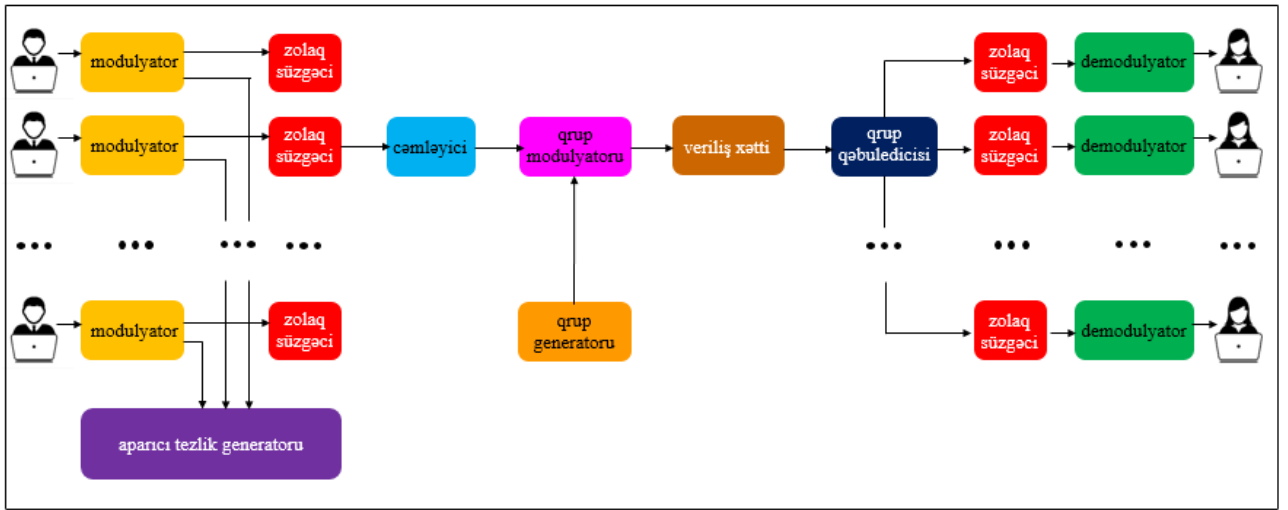 modulyator
zolaq
süzgəci
zolaq
süzgəci
demodulyator
modulyator
zolaq
süzgəci
cəmləyici
qrup
modulyatoru
veriliş xətti
qrup
qəbuledicisi
zolaq
süzgəci
demodulyator
modulyator
zolaq
süzgəci
qrup
generatoru
zolaq
süzgəci
demodulyator
aparıcı tezlik generatoru